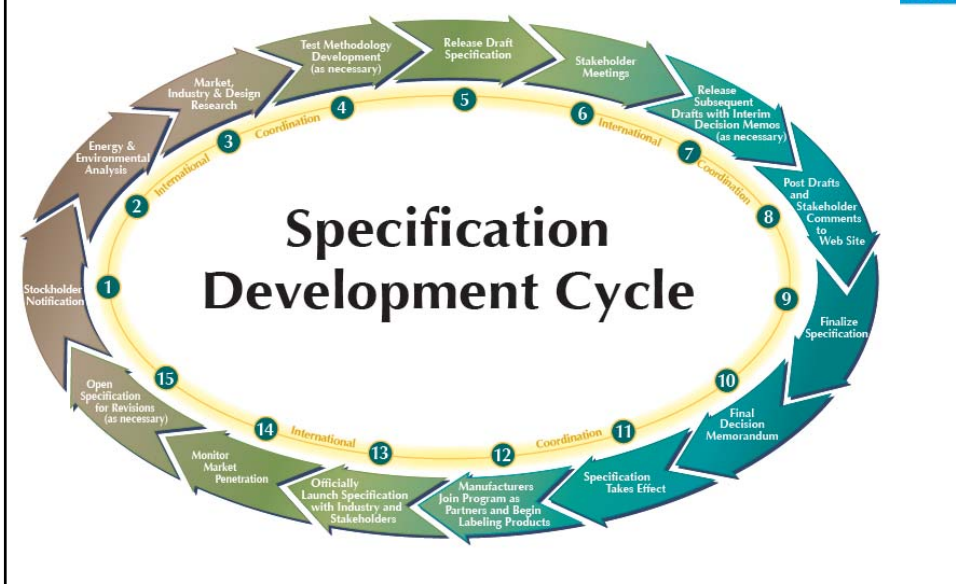 Specification
Development Cycle
1
Stockholder
Notification
2
Energy &
Environmental
Analysis
3
Market,
Industry & Design
Research
4
Test Methodology
Development
(as necessary)
5
Release Draft
Specification
6
Stakeholder
Meetings
7
Release
Subsequent
Drafts with Interim
Decision Memos
(as necessary)
8
Post Drafts
and
Stakeholder
Comments
to
Web Site
9
Finalize
Specification
10
Final
Decision
Memorandum
11
Specification
Takes Effect
12
Manufacturers
Join Program as
Partners and Begin
Labeling Products
13
Officially
Launch Specification
with Industry and
Stakeholders
14
Monitor
Market
Penetration
15
Open
Specification
for Revisions
(as necessary)
International
Coordination
International
Coordination
International
Coordination